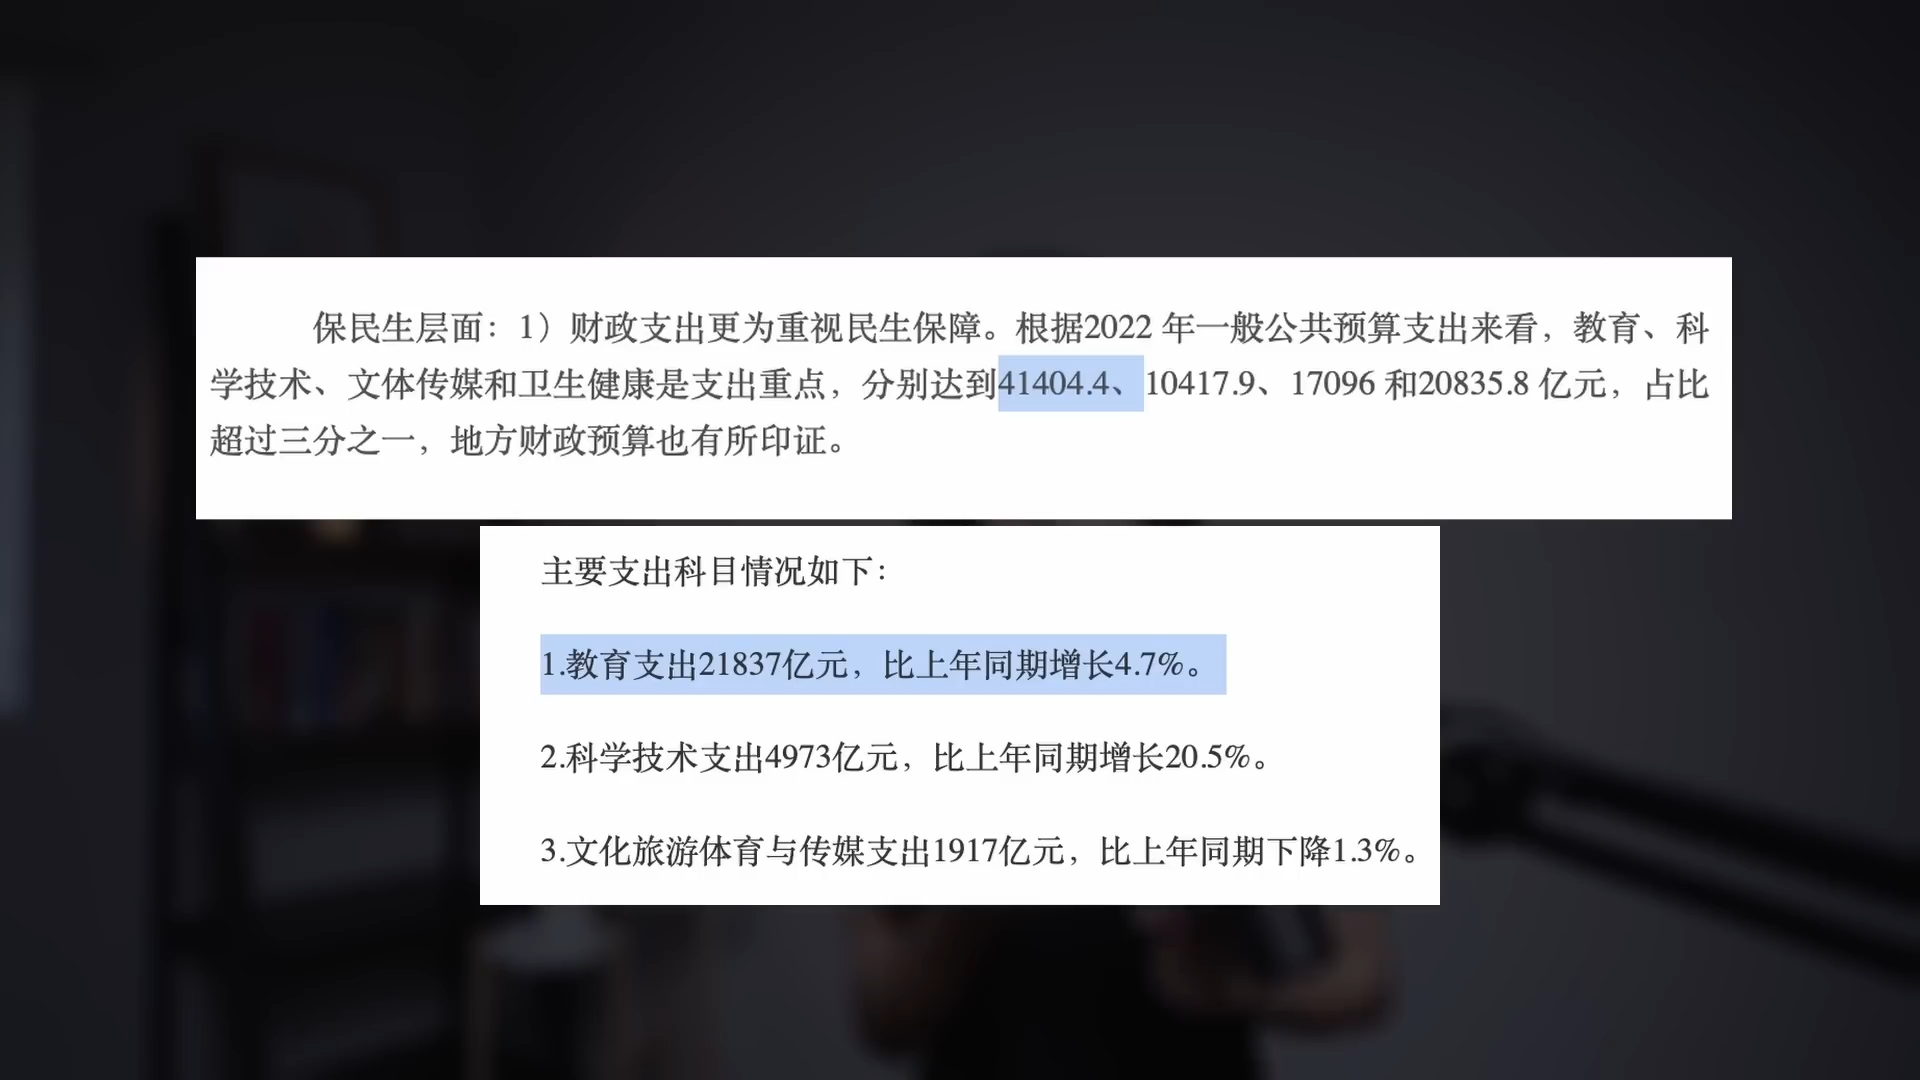 保民生层面：1）财政支出更为重视民生保障。根据2022 年一般公共预算支出来看，教育、科
学技术、文体传媒和卫生健康是支出重点，分别达到41404.4、10417.9、17096 和20835.8 亿元，占比
超过三分之一，地方财政预算也有所印证。
主要支出科目情况如下：
1.教育支出21837亿元，比上年同期增长4.7%。
2.科学技术支出4973亿元，比上年同期增长20.5%。
3.文化旅游体育与传媒支出1917亿元，比上年同期下降1.3%。